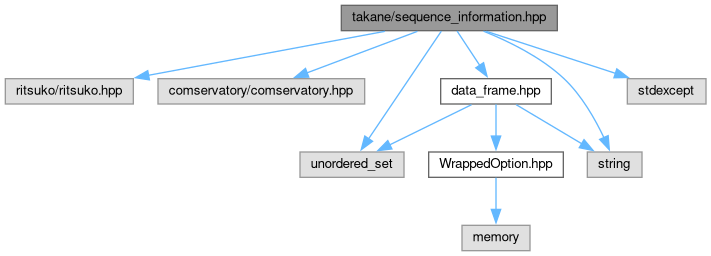 takane/sequence_information.hpp
ritsuko/ritsuko.hpp
comservatory/comservatory.hpp
data_frame.hpp
stdexcept
unordered_set
WrappedOption.hpp
string
memory